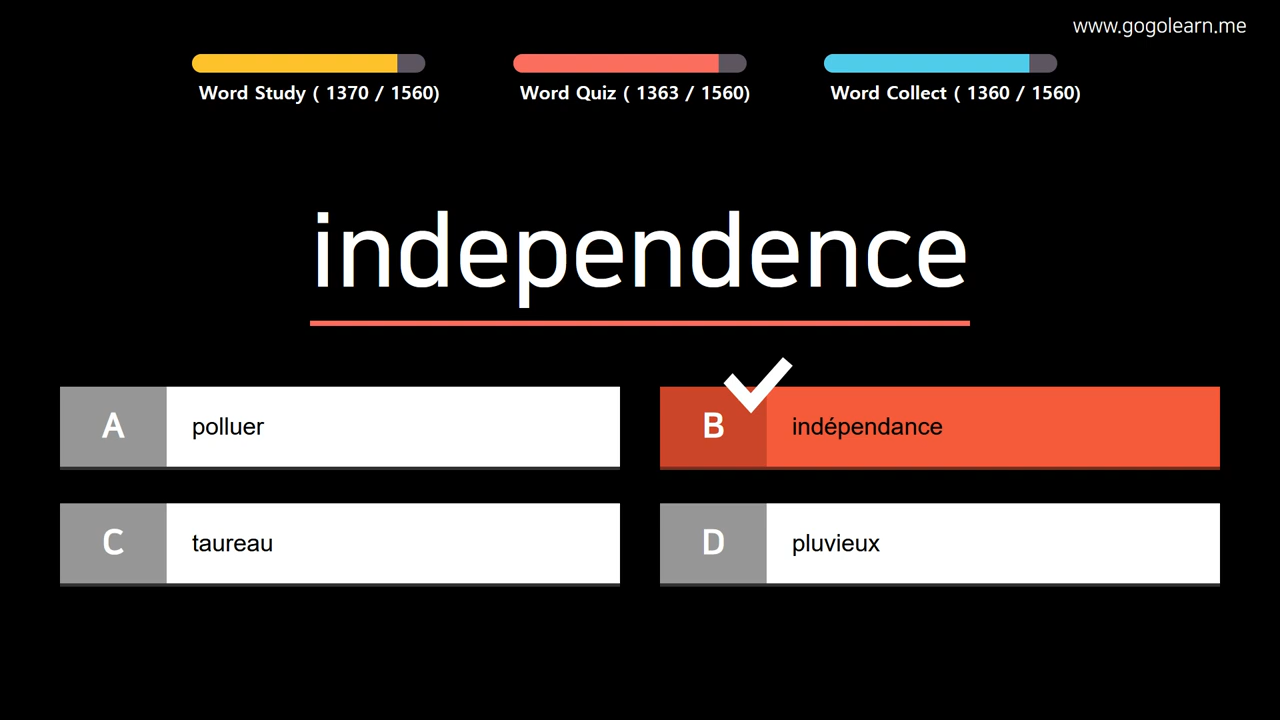 www.gogolearn.me
Word Study ( 1370 / 1560)
Word Quiz ( 1363 / 1560)
Word Collect ( 1360 / 1560)
independence
A polluer
B indépendance
C taureau
D pluvieux